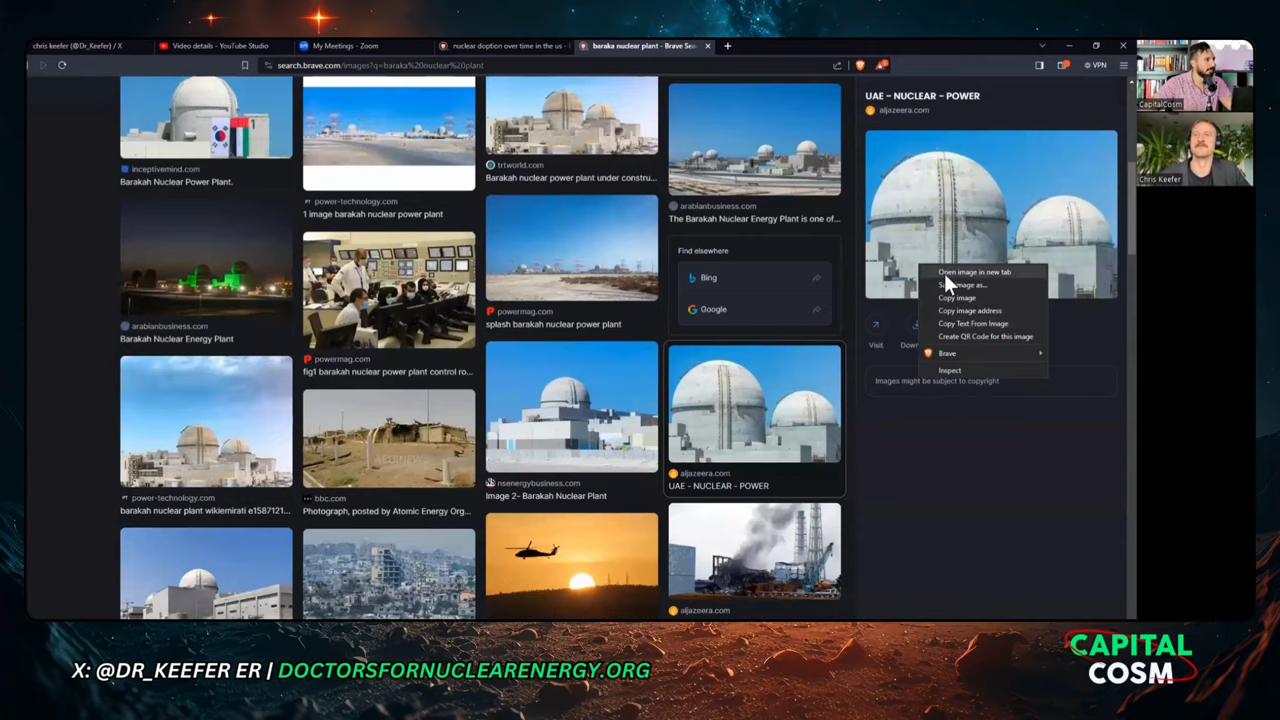 chris keefer (@Dr_Keefer) / X
Video details - YouTube Studio
My Meetings - Zoom
nuclear doption over time in the us -
baraka nuclear plant - Brave Sea
search.brave.com/images?q=baraka%20nuclear%20plant
VPN
inceptivemind.com
Barakah Nuclear Power Plant.
arabianbusiness.com
Barakah Nuclear Energy Plant
power-technology.com
barakah nuclear plant wikiemirati e1587121...
power-technology.com
1 image barakah nuclear power plant
powermag.com
fig1 barakah nuclear power plant control ro...
bbc.com
Photograph, posted by Atomic Energy Org...
trtworld.com
Barakah nuclear power plant under constru...
powermag.com
splash barakah nuclear power plant
nsenergybusiness.com
Image 2- Barakah Nuclear Plant
arabianbusiness.com
The Barakah Nuclear Energy Plant is one of...
Find elsewhere
Bing
Google
aljazeera.com
UAE - NUCLEAR - POWER
aljazeera.com
UAE - NUCLEAR - POWER
aljazeera.com
Open image in new tab
image as...
Copy image
Copy image address
Copy Text From Image
Create QR Code for this image
Brave
Inspect
Visit
Down
Images might be subject to copyright
CapitalCosm
Chris Keefer
X: @DR_KEEFER ER | DOCTORSFORNUCLEARENERGY.ORG
CAPITAL
COSM